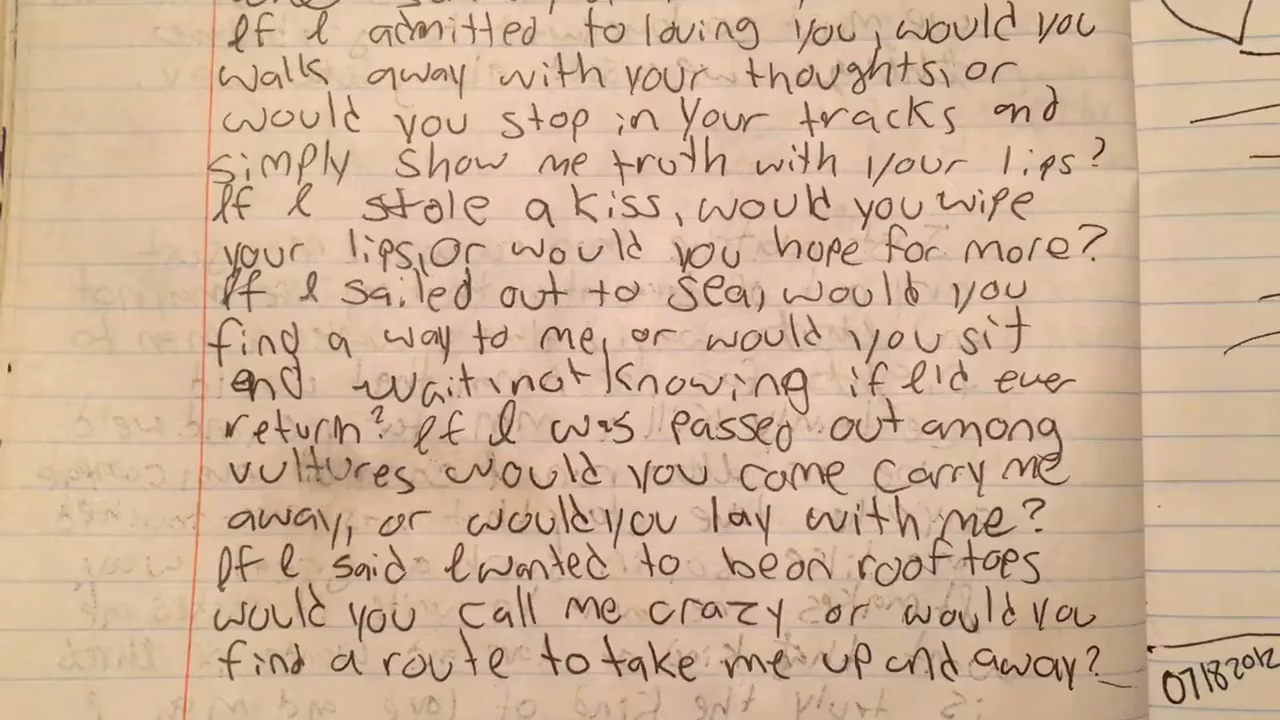 If I admitted to loving you, would you
walk away with your thoughts, or
would you stop in your tracks and
simply show me truth with your lips?
If I stole a kiss, would you wipe
your lips, or would you hope for more?
If I sailed out to sea, would you
find a way to me, or would you sit
and wait, not knowing if I'd ever
return? If I was passed out among
vultures would you come carry me
away, or would you lay with me?
If I said I wanted to be on roof tops
would you call me crazy or would you
find a route to take me up and away?
07182012